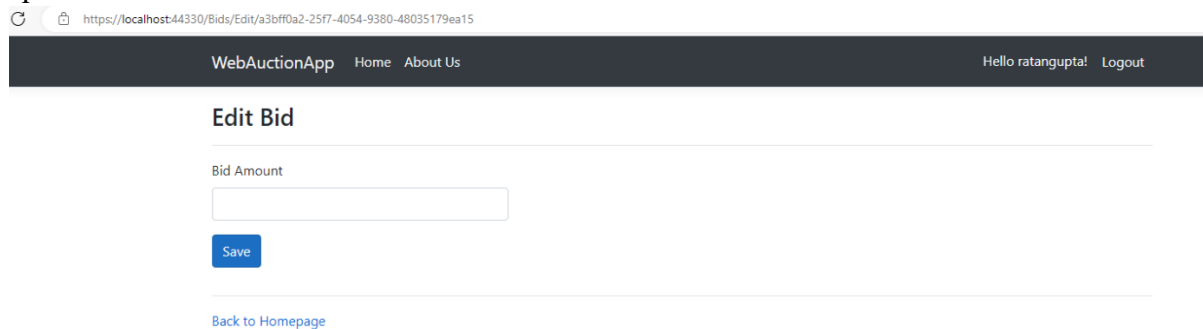 https://localhost:44330/Bids/Edit/a3bff0a2-25f7-4054-9380-48035179ea15
WebAuctionApp Home About Us Hello ratangupta! Logout
Edit Bid
Bid Amount
Save
Back to Homepage